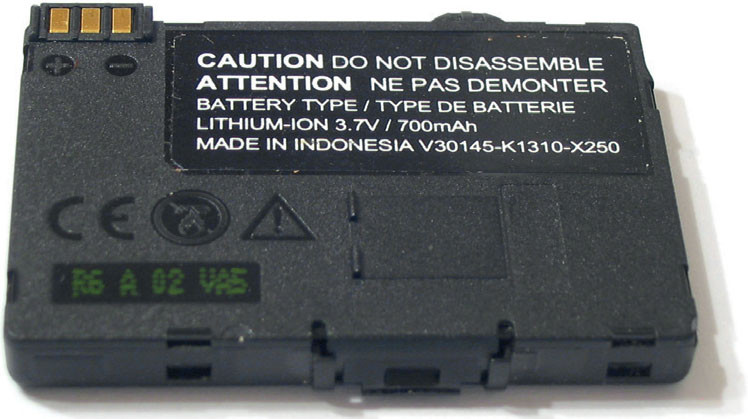 CAUTION DO NOT DISASSEMBLE
ATTENTION NE PAS DEMONTER
BATTERY TYPE / TYPE DE BATTERIE
LITHIUM-ION 3.7V / 700mAh
MADE IN INDONESIA V30145-K1310-X250
+ −
CE
R6 A 02 VA5